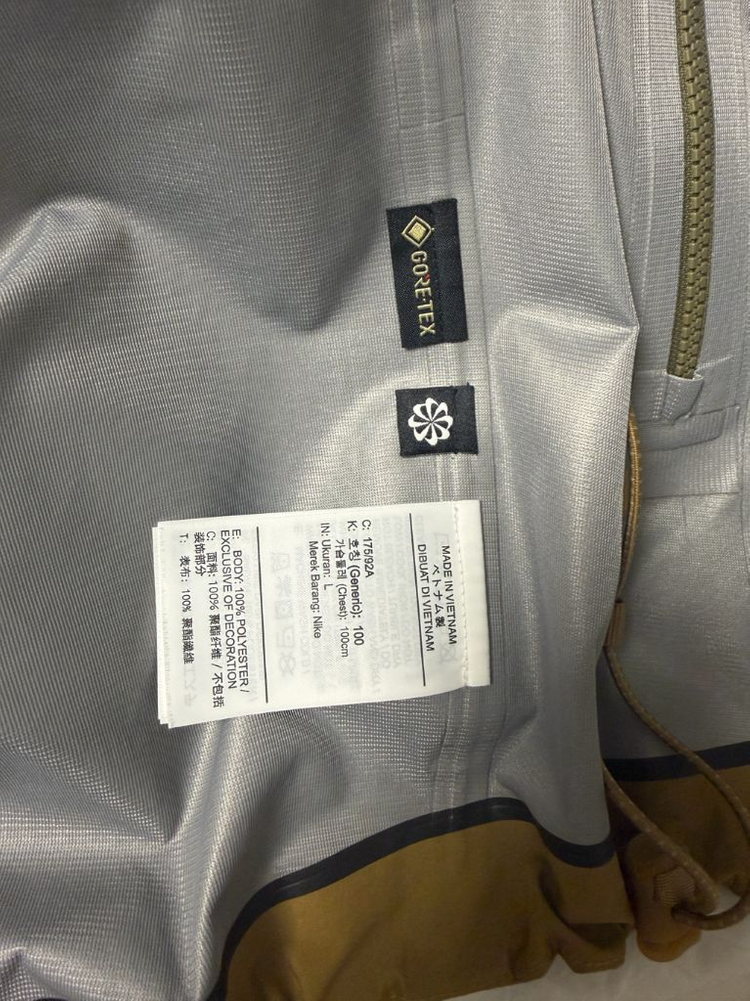 GORE-TEX
MADE IN VIETNAM
ベトナム製
DIBUAT DI VIETNAM
C: 175/92A
K: 호칭 (Generic): 100
가슴둘레 (Chest): 100cm
IN: Ukuran: L
Merek Barang: Nike
E: BODY: 100% POLYESTER /
EXCLUSIVE OF DECORATION
C: 面料: 100% 聚酯纤维 / 不包括
装饰部分
T: 表布: 100% 聚酯纖維